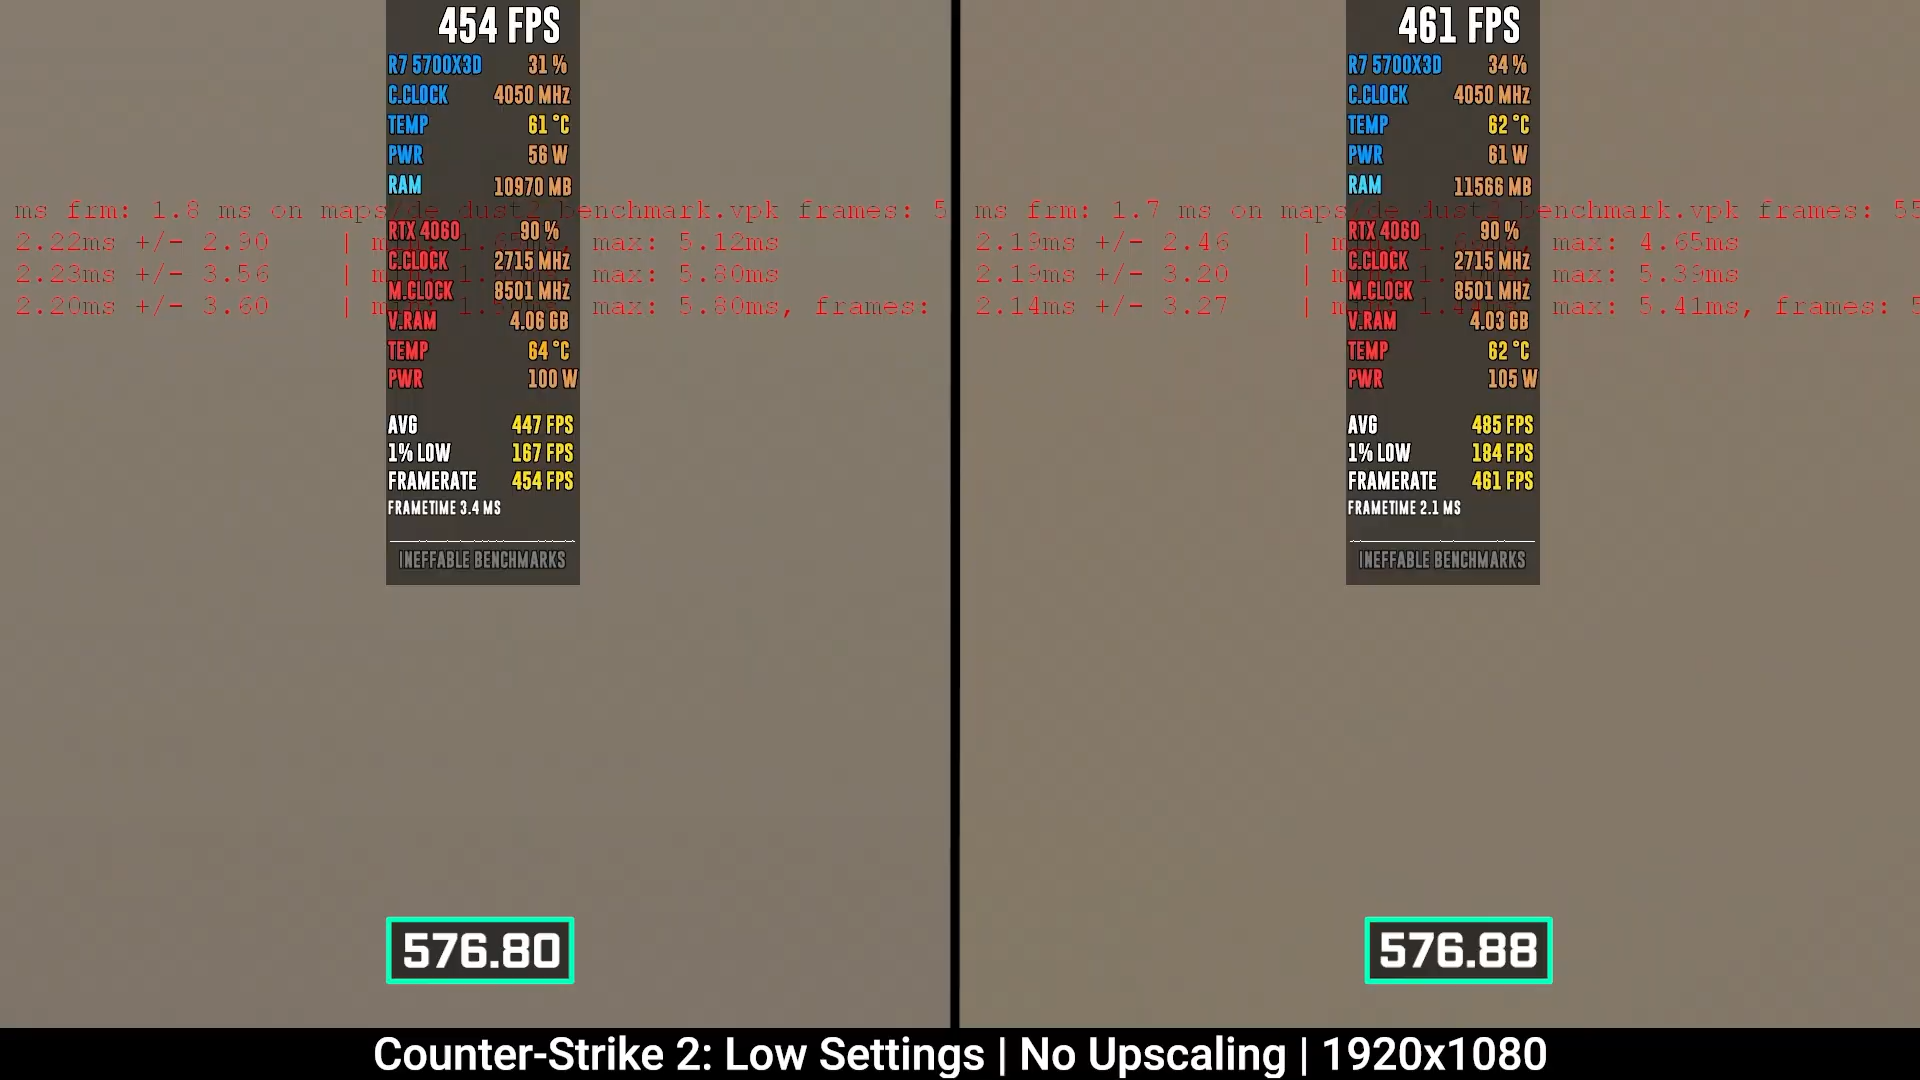 454 FPS
R7 5700X3D 31 %
C.CLOCK 4050 MHz
TEMP 61 °C
PWR 56 W
RAM 10970 MB
ms frm: 1.8 ms on maps/de_dust2_benchmark.vpk frames: 5
RTX 4060 90 %
2.22ms +/- 2.90 | max: 5.12ms
C.CLOCK 2715 MHz
2.23ms +/- 3.56 | max: 5.80ms
M.CLOCK 8501 MHz
2.20ms +/- 3.60 | max: 5.80ms, frames:
V.RAM 4.06 GB
TEMP 64 °C
PWR 100 W
AVG 447 FPS
1% LOW 167 FPS
FRAMERATE 454 FPS
FRAMETIME 3.4 MS
INEFFABLE BENCHMARKS
576.80
461 FPS
R7 5700X3D 34 %
C.CLOCK 4050 MHz
TEMP 62 °C
PWR 61 W
RAM 11566 MB
ms frm: 1.7 ms on maps/de_dust2_benchmark.vpk frames: 55
RTX 4060 90 %
2.19ms +/- 2.46 | max: 4.65ms
C.CLOCK 2715 MHz
2.19ms +/- 3.20 | max: 5.39ms
M.CLOCK 8501 MHz
2.14ms +/- 3.27 | max: 5.41ms, frames: 5
V.RAM 4.03 GB
TEMP 62 °C
PWR 105 W
AVG 485 FPS
1% LOW 184 FPS
FRAMERATE 461 FPS
FRAMETIME 2.1 MS
INEFFABLE BENCHMARKS
576.88
Counter-Strike 2: Low Settings | No Upscaling | 1920x1080